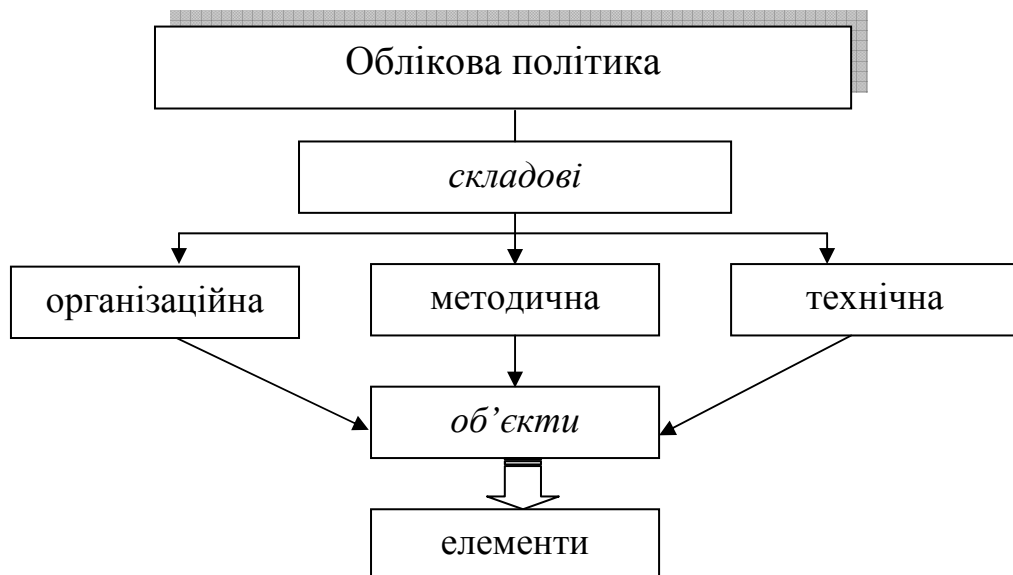 Облікова політика
складові
організаційна
методична
технічна
об’єкти
елементи